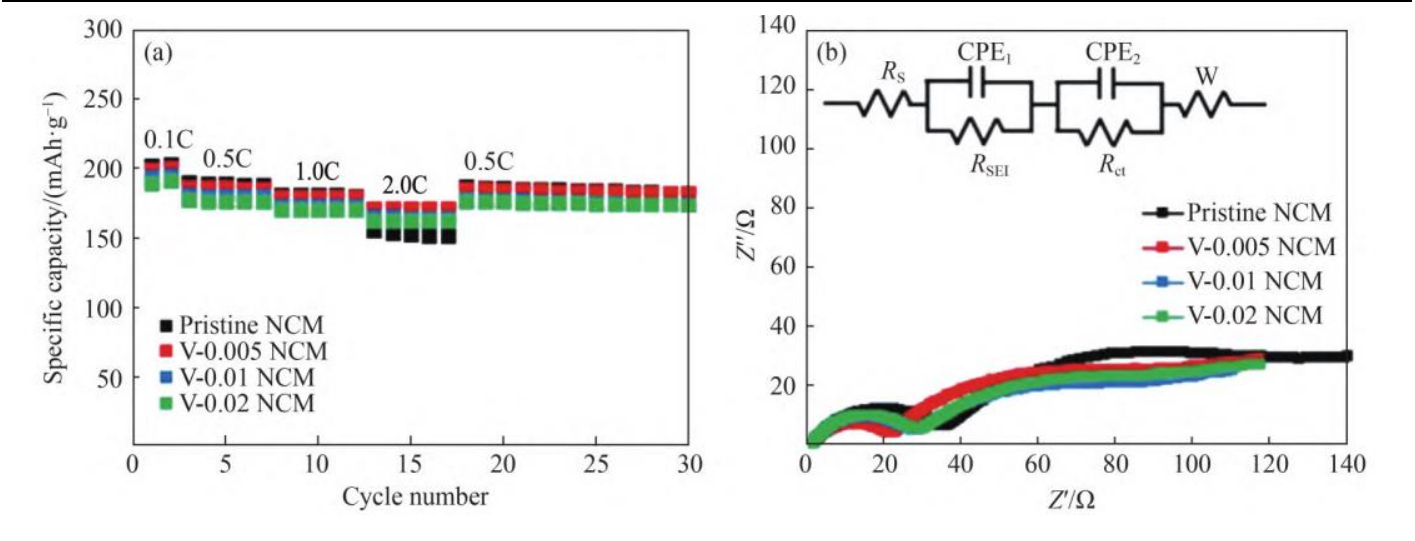 (a)
Specific capacity/(mAh·g⁻¹)
300
250
200
150
100
50
0
0.1C
0.5C
1.0C
2.0C
0.5C
Pristine NCM
V-0.005 NCM
V-0.01 NCM
V-0.02 NCM
0 5 10 15 20 25 30
Cycle number
(b)
Z″/Ω
140
120
100
80
60
40
20
R_S
CPE₁
CPE₂
W
R_SEI
R_ct
Pristine NCM
V-0.005 NCM
V-0.01 NCM
V-0.02 NCM
0 20 40 60 80 100 120 140
Z′/Ω